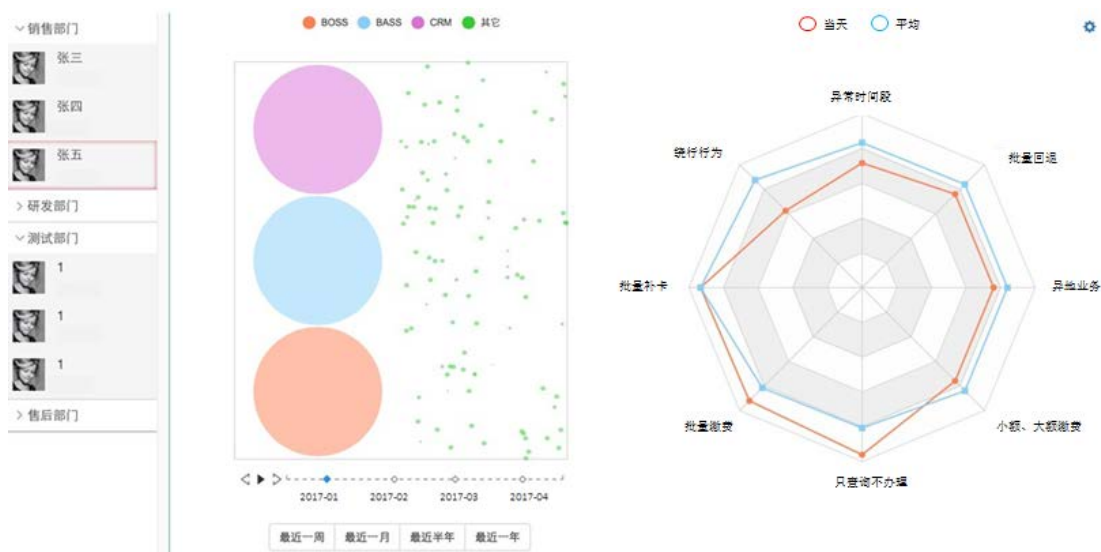 销售部门
张三
张四
张五
研发部门
测试部门
1
1
1
售后部门
BOSS BASS CRM 其它
2017-01 2017-02 2017-03 2017-04
最近一周 最近一月 最近半年 最近一年
当天 平均
异常时间段
批量回退
异地业务
小额、大额缴费
只查询不办理
批量缴费
批量补卡
绕行行为